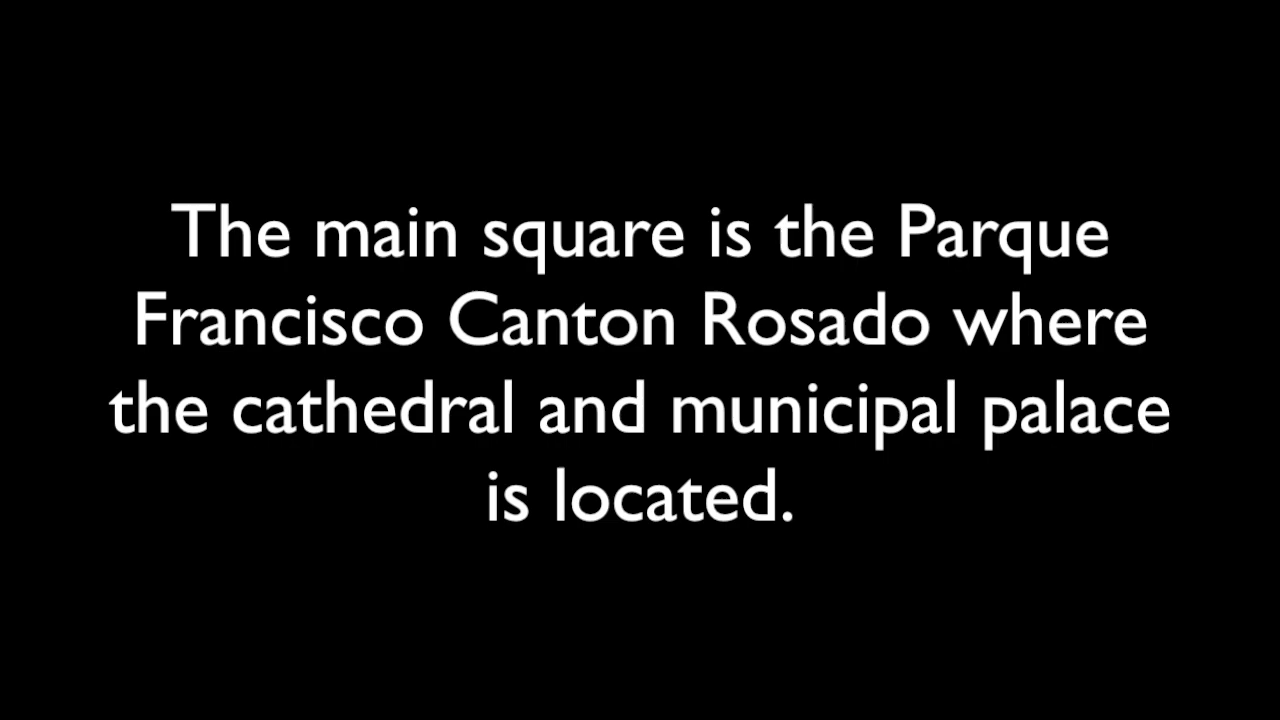 The main square is the Parque
Francisco Canton Rosado where
the cathedral and municipal palace
is located.